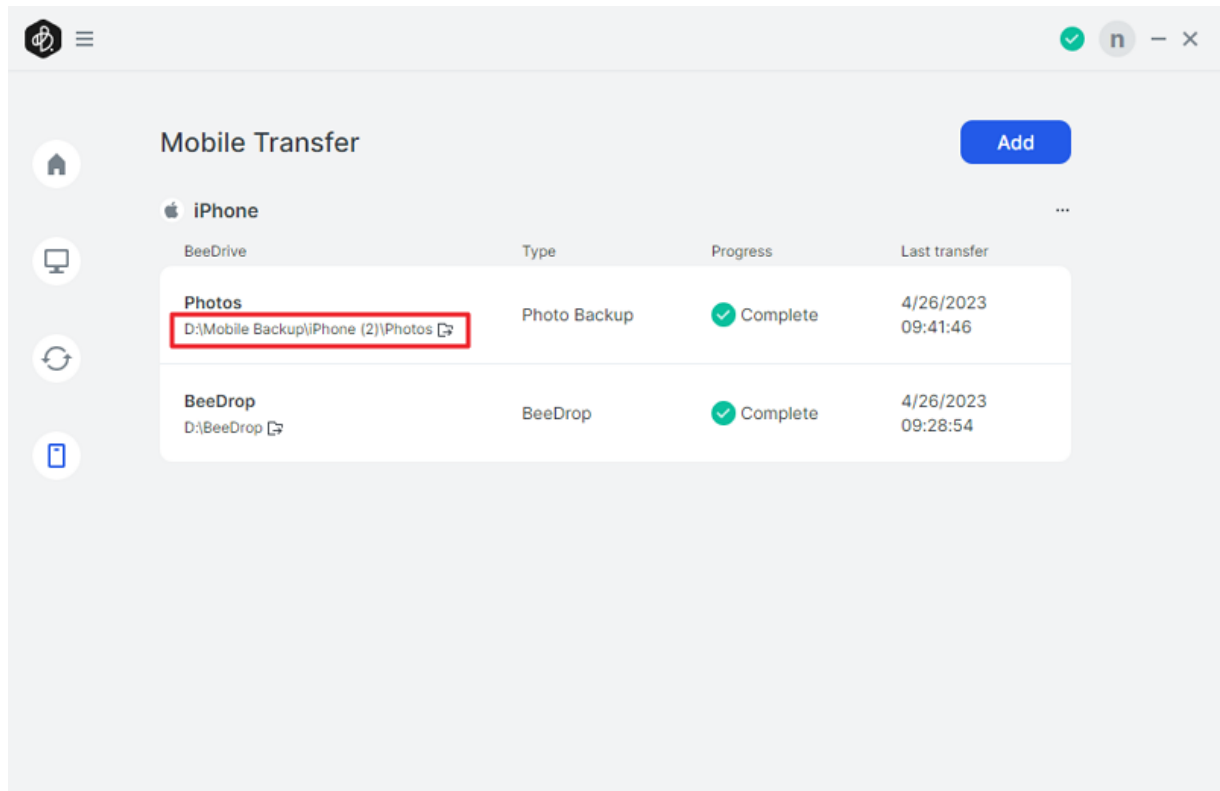 n
Mobile Transfer
Add
iPhone
BeeDrive Type Progress Last transfer
Photos
D:\Mobile Backup\iPhone (2)\Photos
Photo Backup
Complete
4/26/2023
09:41:46
BeeDrop
D:\BeeDrop
BeeDrop
Complete
4/26/2023
09:28:54